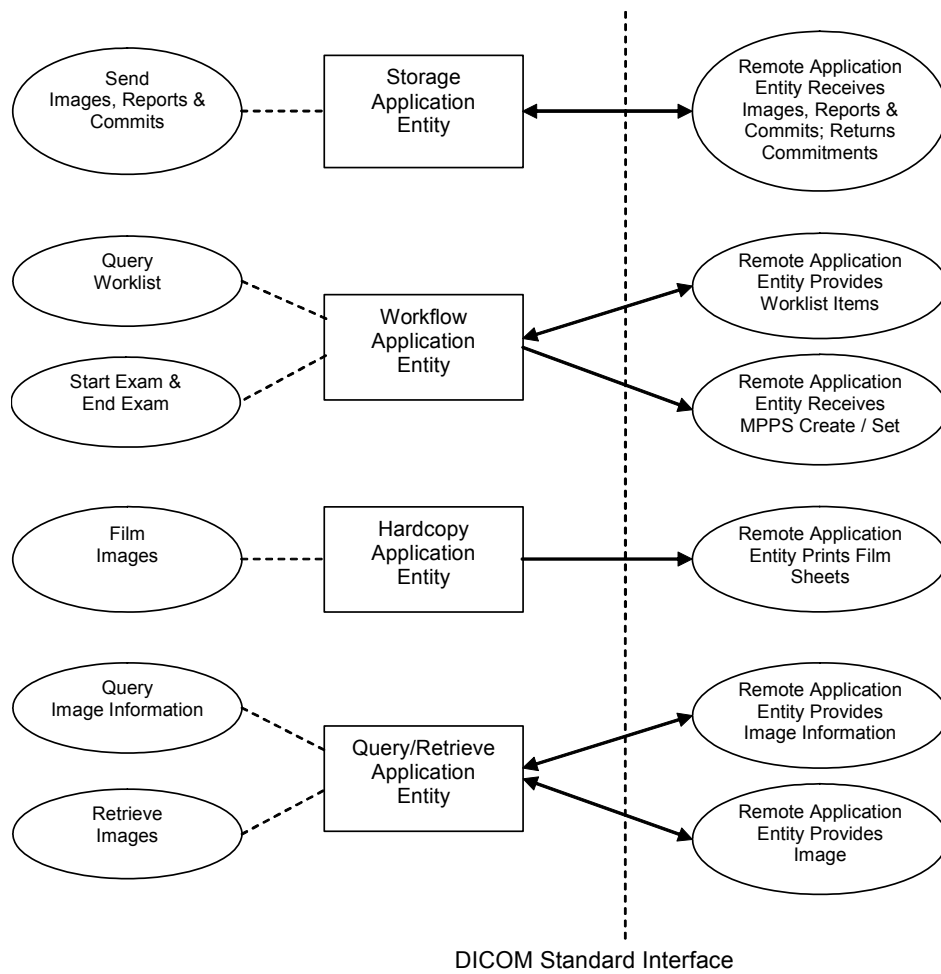 Send
Images, Reports &
Commits
Storage
Application
Entity
Remote Application
Entity Receives
Images, Reports &
Commits; Returns
Commitments
Query
Worklist
Start Exam &
End Exam
Workflow
Application
Entity
Remote Application
Entity Provides
Worklist Items
Remote Application
Entity Receives
MPPS Create / Set
Film
Images
Hardcopy
Application
Entity
Remote Application
Entity Prints Film
Sheets
Query
Image Information
Retrieve
Images
Query/Retrieve
Application
Entity
Remote Application
Entity Provides
Image Information
Remote Application
Entity Provides
Image
DICOM Standard Interface